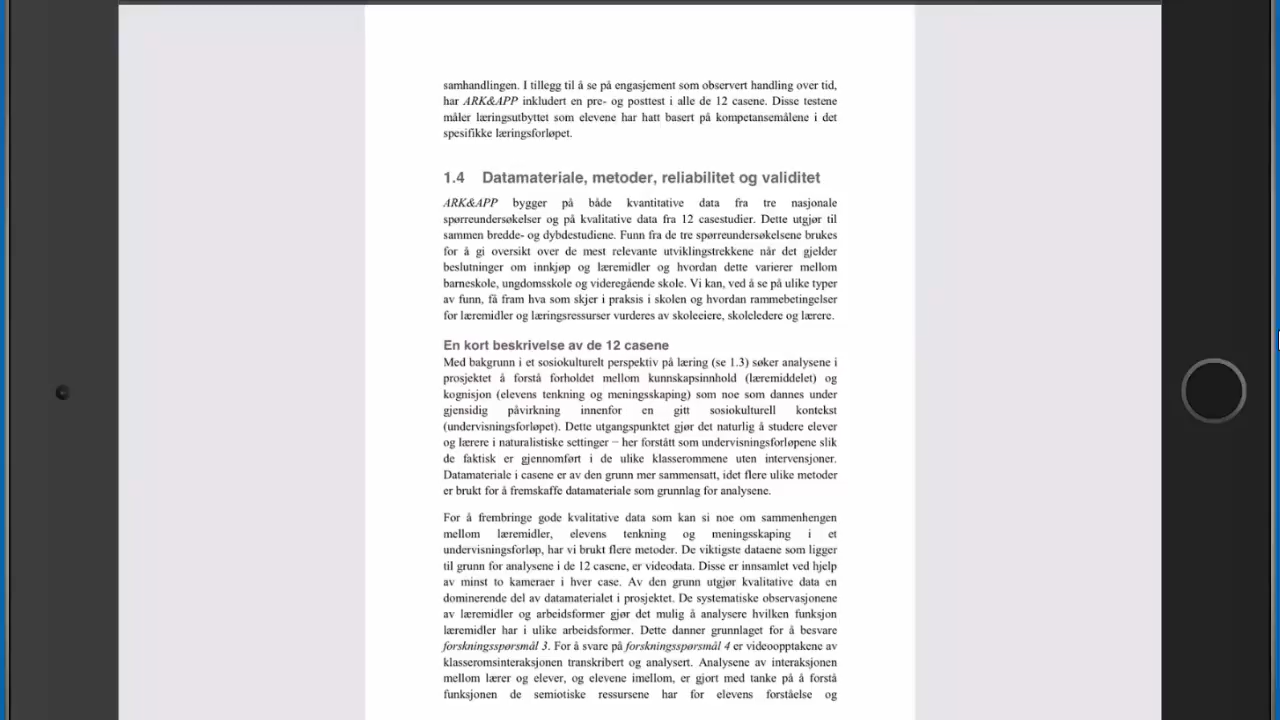 samhandlingen. I tillegg til å se på engasjement som observert handling over tid,
har ARK&APP inkludert en pre- og posttest i alle de 12 casene. Disse testene
måler læringsutbyttet som elevene har hatt basert på kompetansemålene i det
spesifikke læringsforløpet.
1.4 Datamateriale, metoder, reliabilitet og validitet
ARK&APP bygger på både kvantitative data fra tre nasjonale
spørreundersøkelser og på kvalitative data fra 12 casestudier. Dette utgjør til
sammen bredde- og dybdestudiene. Funn fra de tre spørreundersøkelsene brukes
for å gi oversikt over de mest relevante utviklingstrekkene når det gjelder
beslutninger om innkjøp og læremidler og hvordan dette varierer mellom
barneskole, ungdomsskole og videregående skole. Vi kan, ved å se på ulike typer
av funn, få fram hva som skjer i praksis i skolen og hvordan rammebetingelser
for læremidler og læringsressurser vurderes av skoleeiere, skoleledere og lærere.
En kort beskrivelse av de 12 casene
Med bakgrunn i et sosiokulturelt perspektiv på læring (se 1.3) søker analysene i
prosjektet å forstå forholdet mellom kunnskapsinnhold (læremiddelet) og
kognisjon (elevens tenkning og meningsskaping) som noe som dannes under
gjensidig påvirkning innenfor en gitt sosiokulturell kontekst
(undervisningsforløpet). Dette utgangspunktet gjør det naturlig å studere elever
og lærere i naturalistiske settinger – her forstått som undervisningsforløpene slik
de faktisk er gjennomført i de ulike klasserommene uten intervensjoner.
Datamateriale i casene er av den grunn mer sammensatt, idet flere ulike metoder
er brukt for å fremskaffe datamateriale som grunnlag for analysene.
For å frembringe gode kvalitative data som kan si noe om sammenhengen
mellom læremidler, elevens tenkning og meningsskaping i et
undervisningsforløp, har vi brukt flere metoder. De viktigste dataene som ligger
til grunn for analysene i de 12 casene, er videodata. Disse er innsamlet ved hjelp
av minst to kameraer i hver case. Av den grunn utgjør kvalitative data en
dominerende del av datamaterialet i prosjektet. De systematiske observasjonene
av læremidler og arbeidsformer gjør det mulig å analysere hvilken funksjon
læremidler har i ulike arbeidsformer. Dette danner grunnlaget for å besvare
forskningsspørsmål 3. For å svare på forskningsspørsmål 4 er videoopptakene av
klasseromsinteraksjonen transkribert og analysert. Analysene av interaksjonen
mellom lærer og elever, og elevene imellom, er gjort med tanke på å forstå
funksjonen de semiotiske ressursene har for elevens forståelse og